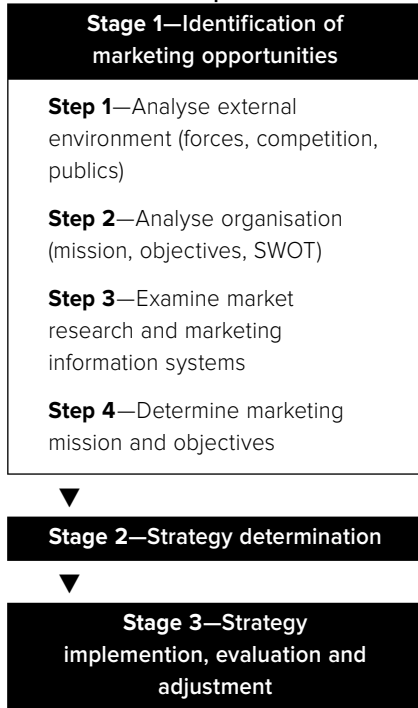 Stage 1—Identification of
marketing opportunities
Step 1—Analyse external
environment (forces, competition,
publics)
Step 2—Analyse organisation
(mission, objectives, SWOT)
Step 3—Examine market
research and marketing
information systems
Step 4—Determine marketing
mission and objectives
Stage 2—Strategy determination
Stage 3—Strategy
implemention, evaluation and
adjustment